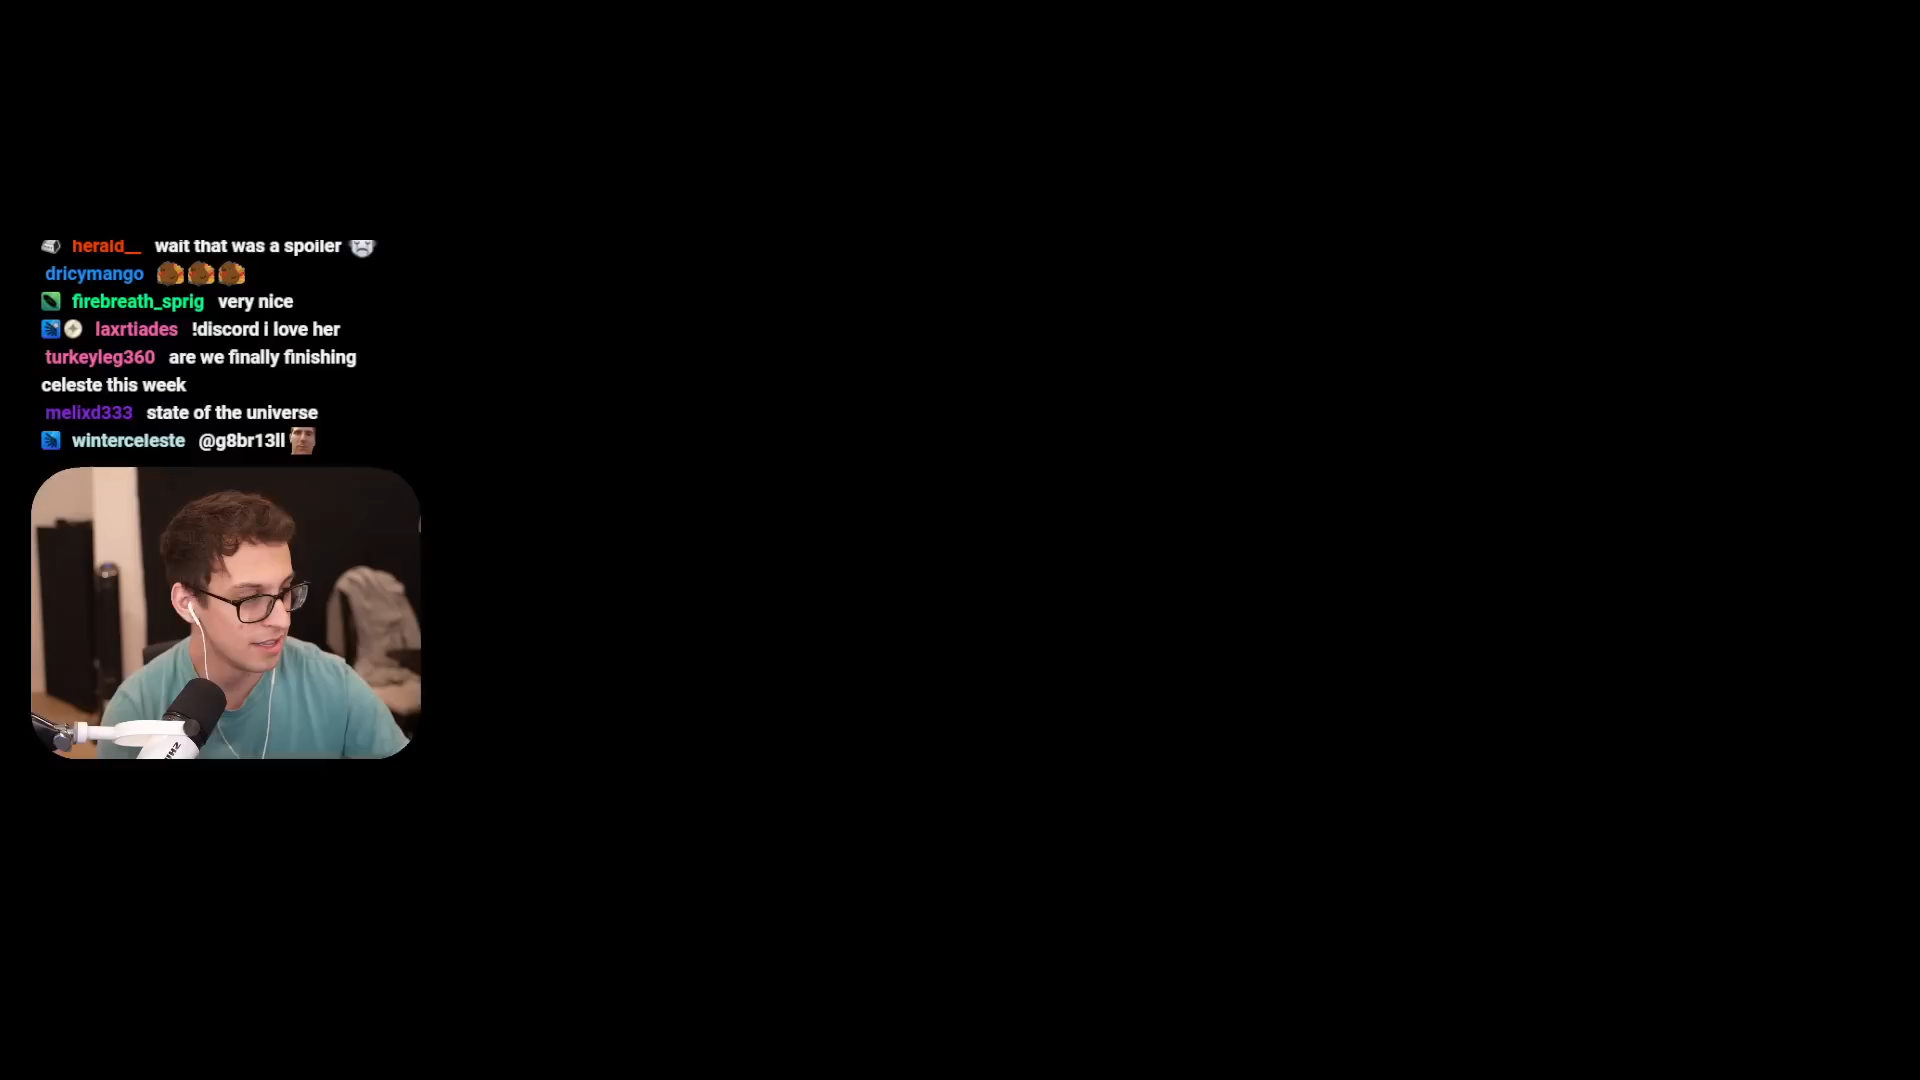 herald__ wait that was a spoiler
dricymango
firebreath_sprig very nice
laxrtiades !discord i love her
turkeyleg360 are we finally finishing
celeste this week
melixd333 state of the universe
winterceleste @g8br13ll